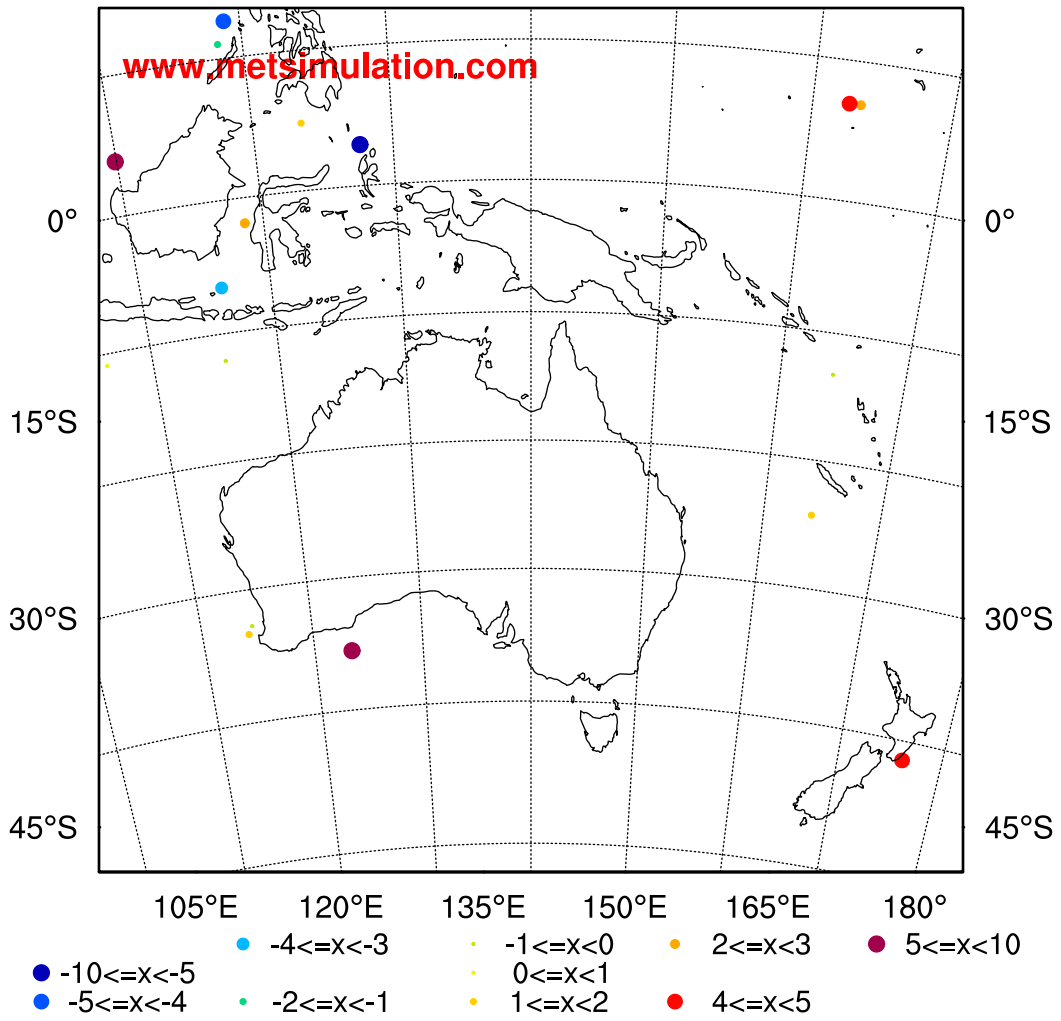 www.metsimulation.com
0° 0°
15°S 15°S
30°S 30°S
45°S 45°S
105°E 120°E 135°E 150°E 165°E 180°
-4<=x<-3 -1<=x<0 2<=x<3 5<=x<10
-10<=x<-5 0<=x<1
-5<=x<-4 -2<=x<-1 1<=x<2 4<=x<5